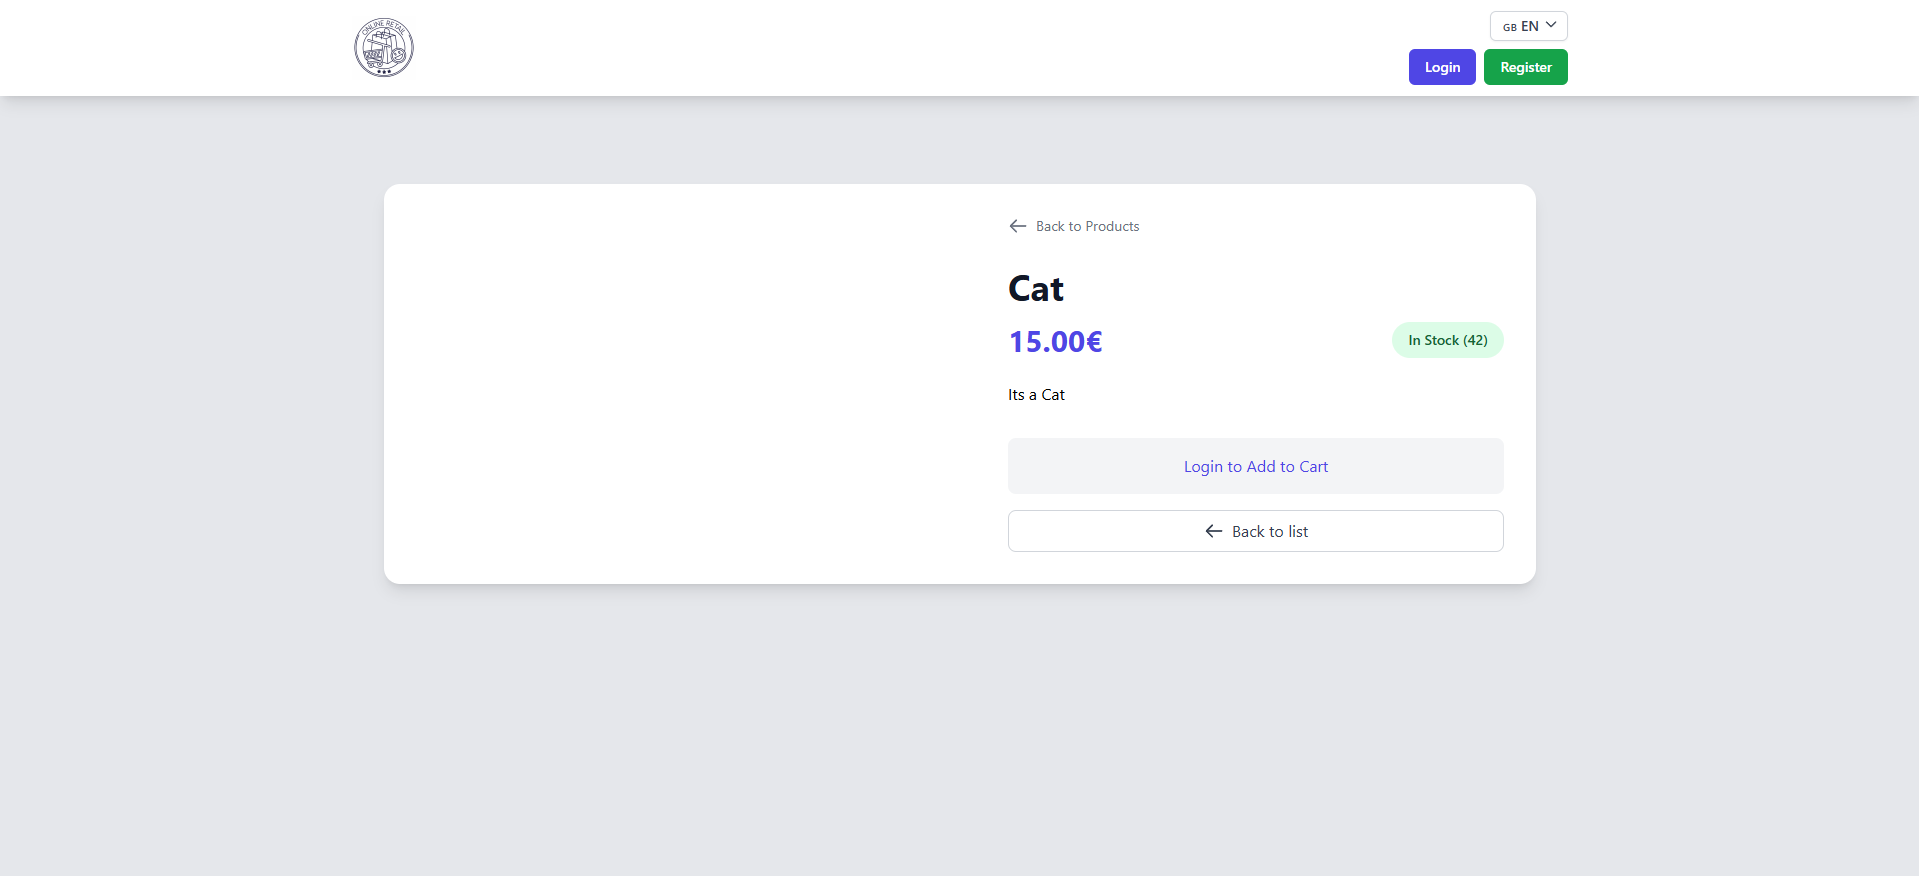 ONLINE RETAIL
GB EN
Login
Register
Back to Products
Cat
15.00€
In Stock (42)
Its a Cat
Login to Add to Cart
Back to list